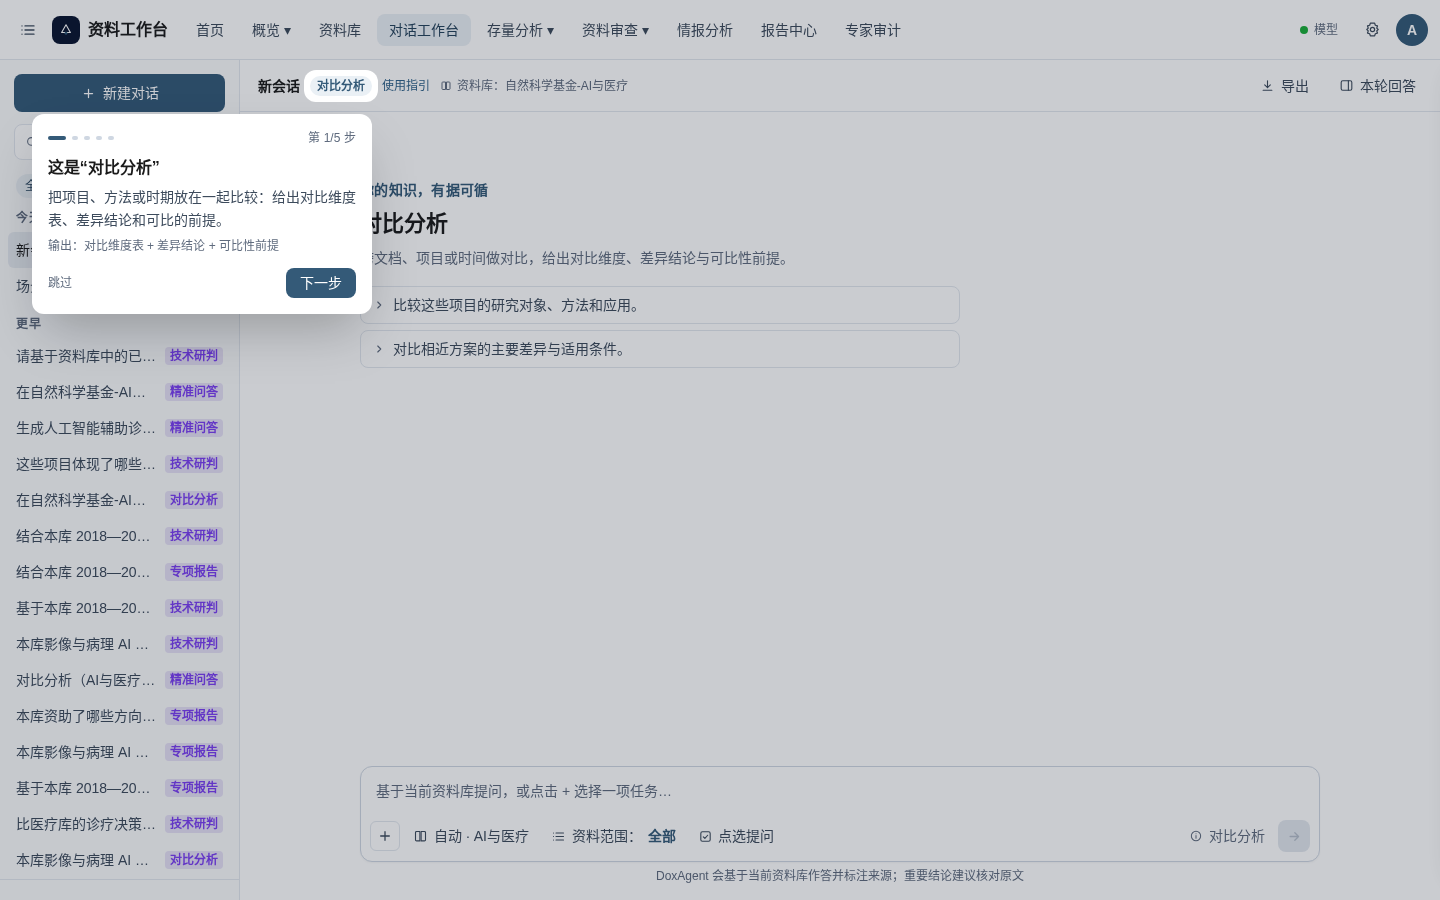 资料工作台
首页
概览 ▾
资料库
对话工作台
存量分析 ▾
资料审查 ▾
情报分析
报告中心
专家审计
模型
A
+ 新建对话
新会话
对比分析
使用指引
资料库：自然科学基金-AI与医疗
导出
本轮回答
第 1/5 步
这是“对比分析”
把项目、方法或时期放在一起比较：给出对比维度
表、差异结论和可比的前提。
输出：对比维度表 + 差异结论 + 可比性前提
跳过
下一步
的知识，有据可循
对比分析
文档、项目或时间做对比，给出对比维度、差异结论与可比性前提。
比较这些项目的研究对象、方法和应用。
对比相近方案的主要差异与适用条件。
更早
请基于资料库中的已… 技术研判
在自然科学基金-AI… 精准问答
生成人工智能辅助诊… 精准问答
这些项目体现了哪些… 技术研判
在自然科学基金-AI… 对比分析
结合本库 2018—20… 技术研判
结合本库 2018—20… 专项报告
基于本库 2018—20… 技术研判
本库影像与病理 AI … 技术研判
对比分析（AI与医疗… 精准问答
本库资助了哪些方向… 专项报告
本库影像与病理 AI … 专项报告
基于本库 2018—20… 专项报告
比医疗库的诊疗决策… 技术研判
本库影像与病理 AI … 对比分析
基于当前资料库提问，或点击 + 选择一项任务…
自动 · AI与医疗
资料范围： 全部
点选提问
对比分析
DoxAgent 会基于当前资料库作答并标注来源；重要结论建议核对原文